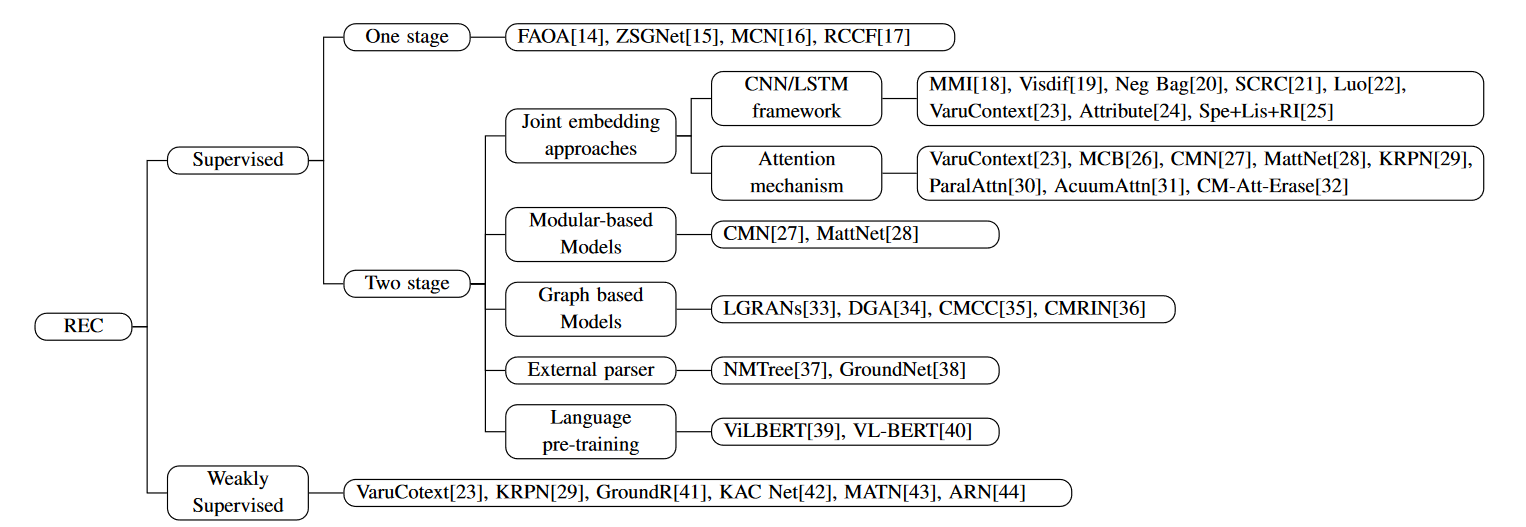 One stage
FAOA[14], ZSGNet[15], MCN[16], RCCF[17]
CNN/LSTM
framework
MMI[18], Visdif[19], Neg Bag[20], SCRC[21], Luo[22],
VaruContext[23], Attribute[24], Spe+Lis+RI[25]
Joint embedding
approaches
Supervised
Attention
mechanism
VaruContext[23], MCB[26], CMN[27], MattNet[28], KRPN[29],
ParalAttn[30], AcuumAttn[31], CM-Att-Erase[32]
Modular-based
Models
CMN[27], MattNet[28]
Two stage
Graph based
Models
LGRANs[33], DGA[34], CMCC[35], CMRIN[36]
REC
External parser
NMTree[37], GroundNet[38]
Language
pre-training
ViLBERT[39], VL-BERT[40]
Weakly
Supervised
VaruCotext[23], KRPN[29], GroundR[41], KAC Net[42], MATN[43], ARN[44]